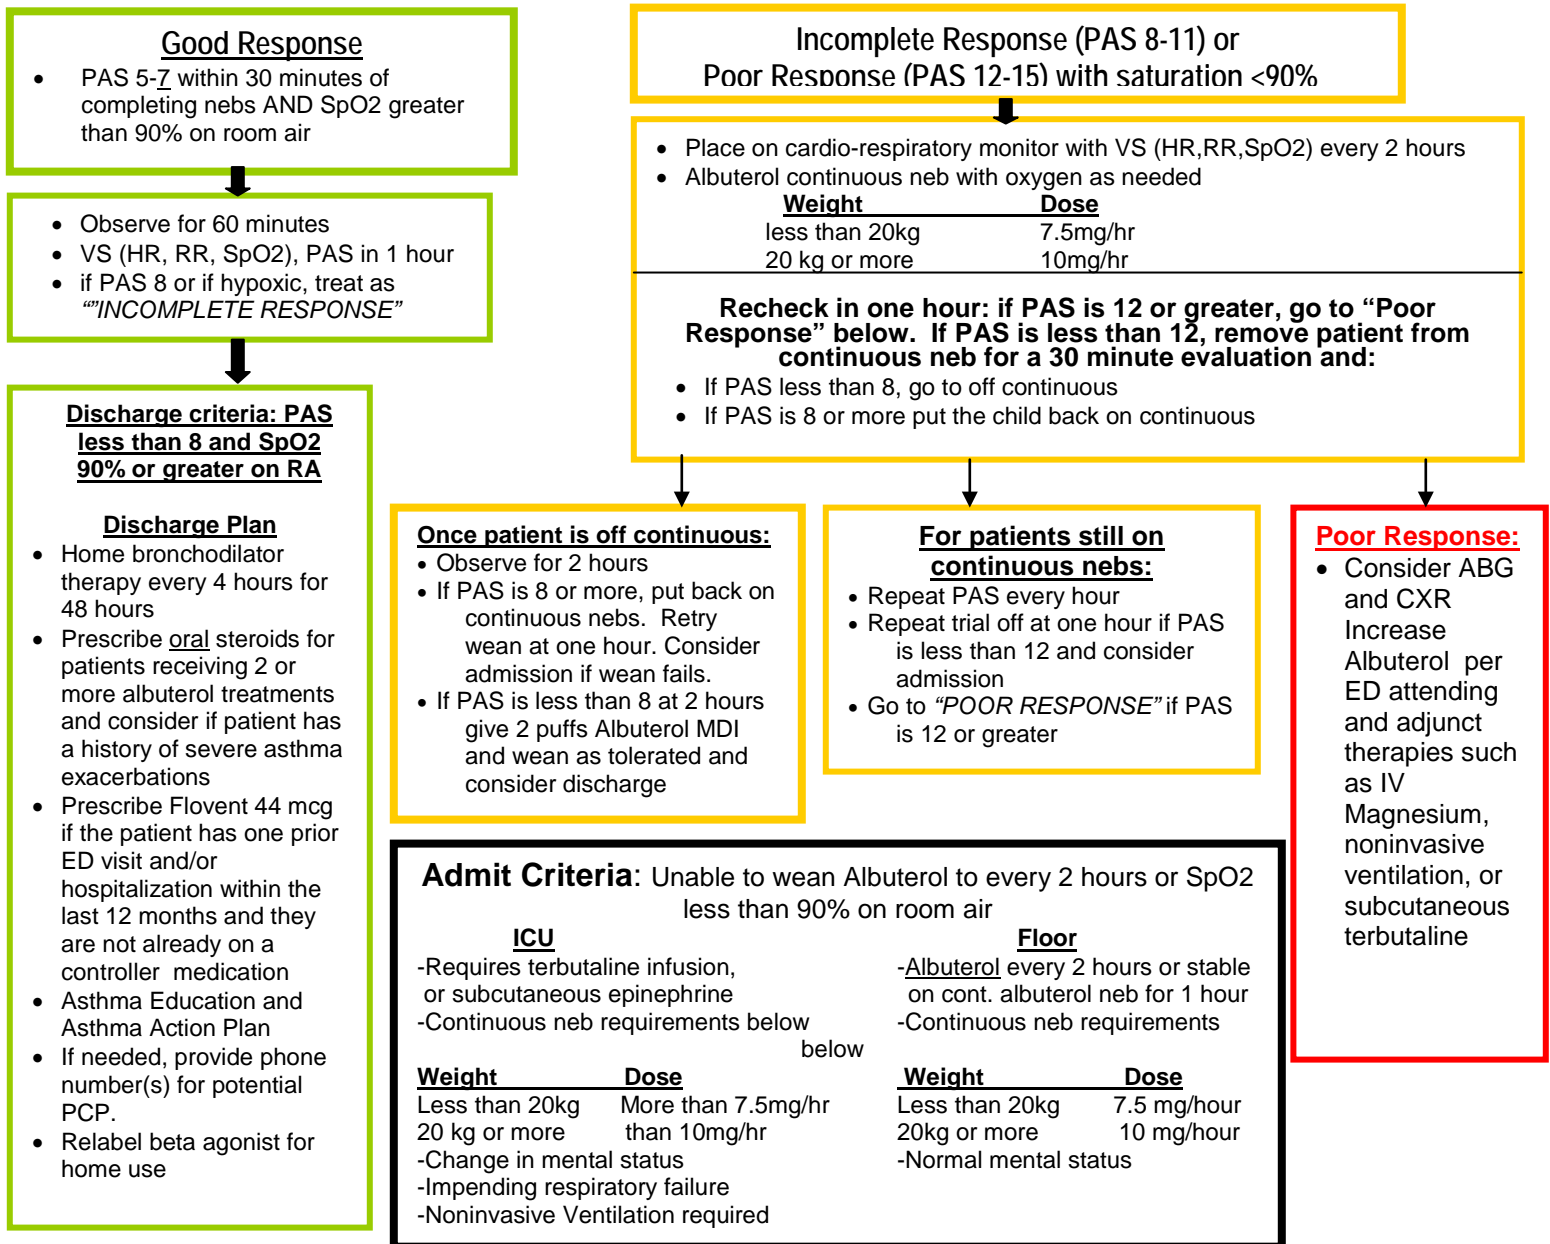 Good Response
• PAS 5-7 within 30 minutes of
completing nebs AND SpO2 greater
than 90% on room air
• Observe for 60 minutes
• VS (HR, RR, SpO2), PAS in 1 hour
• if PAS 8 or if hypoxic, treat as
“”INCOMPLETE RESPONSE”
Discharge criteria: PAS
less than 8 and SpO2
90% or greater on RA
Discharge Plan
• Home bronchodilator
therapy every 4 hours for
48 hours
• Prescribe oral steroids for
patients receiving 2 or
more albuterol treatments
and consider if patient has
a history of severe asthma
exacerbations
• Prescribe Flovent 44 mcg
if the patient has one prior
ED visit and/or
hospitalization within the
last 12 months and they
are not already on a
controller medication
• Asthma Education and
Asthma Action Plan
• If needed, provide phone
number(s) for potential
PCP.
• Relabel beta agonist for
home use
Incomplete Response (PAS 8-11) or
Poor Response (PAS 12-15) with saturation <90%
• Place on cardio-respiratory monitor with VS (HR,RR,SpO2) every 2 hours
• Albuterol continuous neb with oxygen as needed
Weight Dose
less than 20kg 7.5mg/hr
20 kg or more 10mg/hr
Recheck in one hour: if PAS is 12 or greater, go to “Poor
Response” below. If PAS is less than 12, remove patient from
continuous neb for a 30 minute evaluation and:
• If PAS less than 8, go to off continuous
• If PAS is 8 or more put the child back on continuous
Once patient is off continuous:
• Observe for 2 hours
• If PAS is 8 or more, put back on
continuous nebs. Retry
wean at one hour. Consider
admission if wean fails.
• If PAS is less than 8 at 2 hours
give 2 puffs Albuterol MDI
and wean as tolerated and
consider discharge
For patients still on
continuous nebs:
• Repeat PAS every hour
• Repeat trial off at one hour if PAS
is less than 12 and consider
admission
• Go to “POOR RESPONSE” if PAS
is 12 or greater
Poor Response:
• Consider ABG
and CXR
Increase
Albuterol per
ED attending
and adjunct
therapies such
as IV
Magnesium,
noninvasive
ventilation, or
subcutaneous
terbutaline
Admit Criteria: Unable to wean Albuterol to every 2 hours or SpO2
less than 90% on room air
ICU
-Requires terbutaline infusion,
or subcutaneous epinephrine
-Continuous neb requirements below
Weight Dose
Less than 20kg More than 7.5mg/hr
20 kg or more than 10mg/hr
-Change in mental status
-Impending respiratory failure
-Noninvasive Ventilation required
Floor
-Albuterol every 2 hours or stable
on cont. albuterol neb for 1 hour
-Continuous neb requirements
below
Weight Dose
Less than 20kg 7.5 mg/hour
20kg or more 10 mg/hour
-Normal mental status